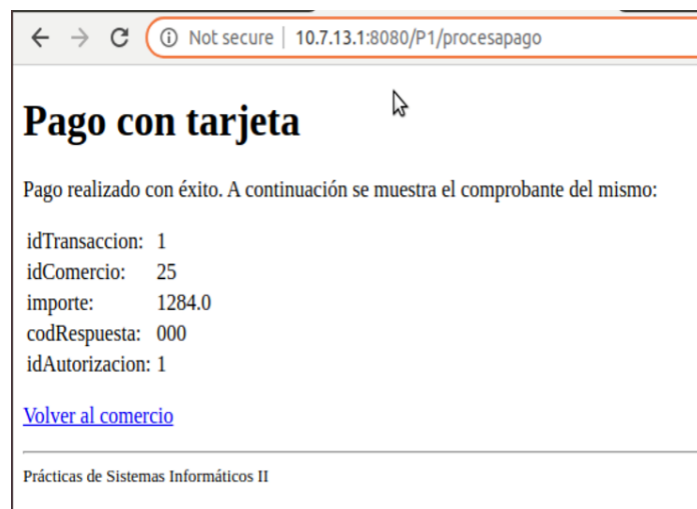 Not secure | 10.7.13.1:8080/P1/procesapago
Pago con tarjeta
Pago realizado con éxito. A continuación se muestra el comprobante del mismo:
idTransaccion: 1
idComercio: 25
importe: 1284.0
codRespuesta: 000
idAutorizacion: 1
Volver al comercio
Prácticas de Sistemas Informáticos II